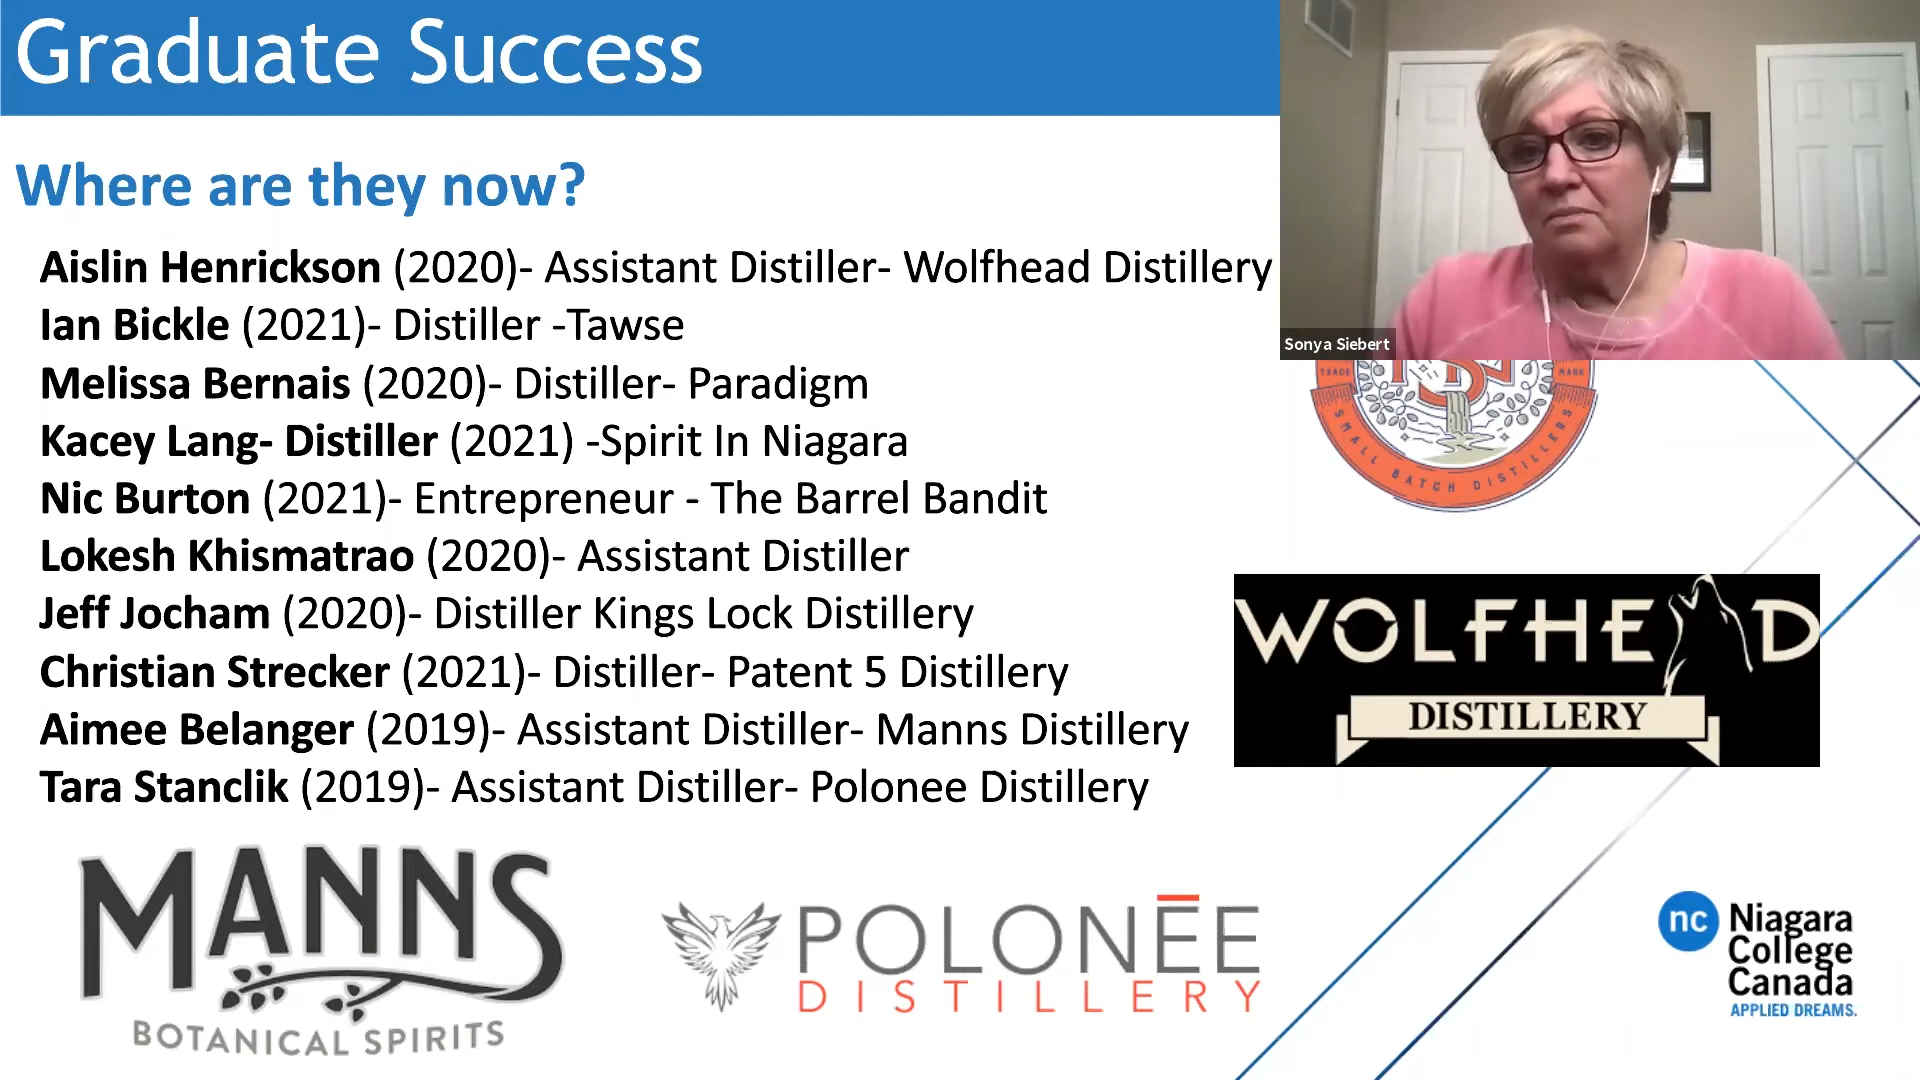 Graduate Success
Where are they now?
Aislin Henrickson (2020)- Assistant Distiller- Wolfhead Distillery
Ian Bickle (2021)- Distiller -Tawse
Melissa Bernais (2020)- Distiller- Paradigm
Kacey Lang- Distiller (2021) -Spirit In Niagara
Nic Burton (2021)- Entrepreneur - The Barrel Bandit
Lokesh Khismatrao (2020)- Assistant Distiller
Jeff Jocham (2020)- Distiller Kings Lock Distillery
Christian Strecker (2021)- Distiller- Patent 5 Distillery
Aimee Belanger (2019)- Assistant Distiller- Manns Distillery
Tara Stanclik (2019)- Assistant Distiller- Polonee Distillery
Sonya Siebert
TRADE MARK
SMALL BATCH DISTILLERS
WOLFHEAD
DISTILLERY
MANNS
BOTANICAL SPIRITS
POLONĒE
DISTILLERY
nc Niagara
College
Canada
APPLIED DREAMS.